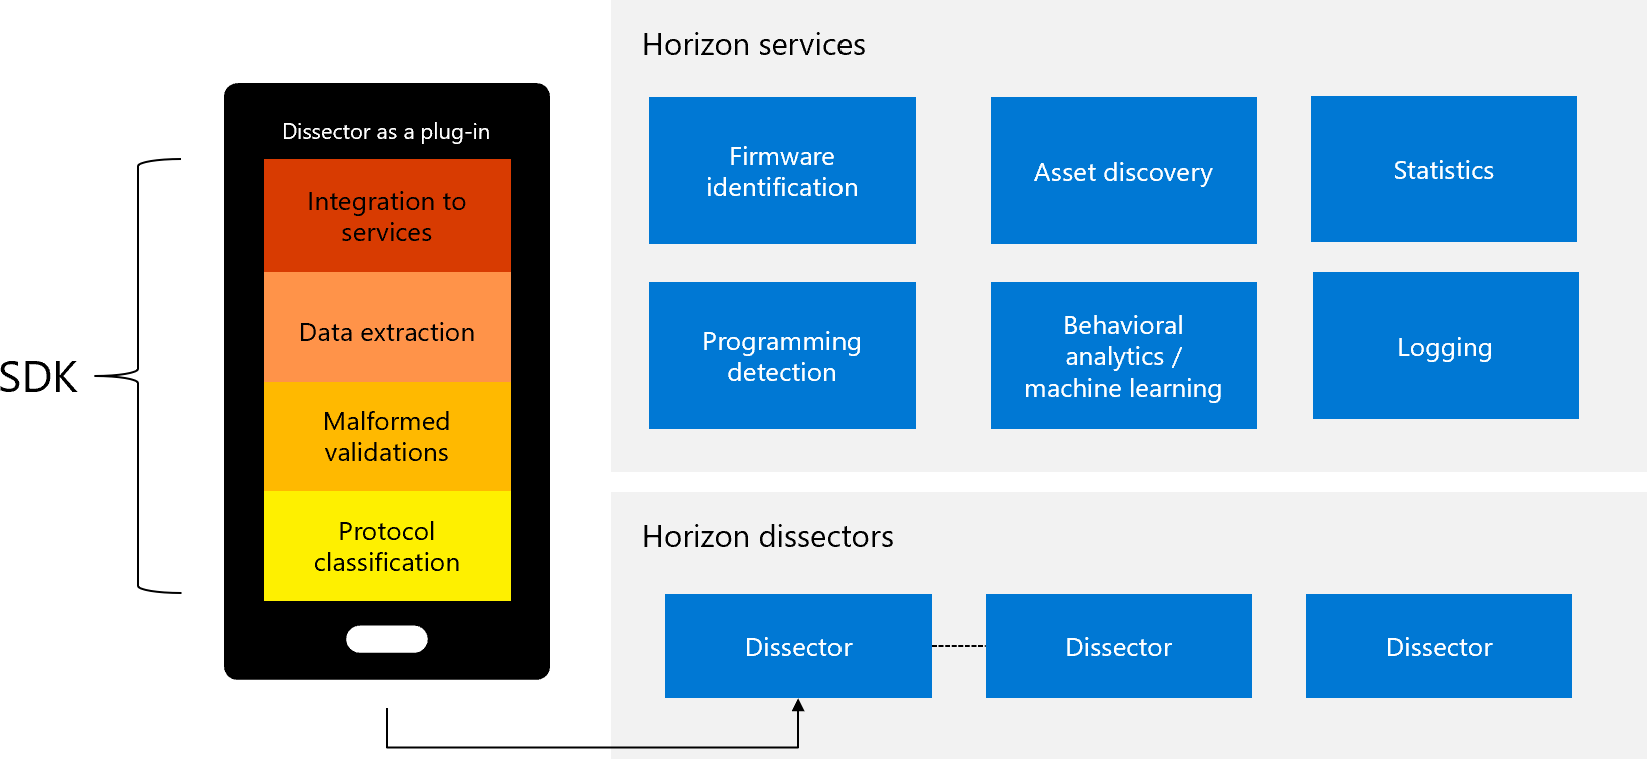 SDK
Dissector as a plug-in
Integration to
services
Data extraction
Malformed
validations
Protocol
classification
Horizon services
Firmware
identification
Asset discovery
Statistics
Programming
detection
Behavioral
analytics /
machine learning
Logging
Horizon dissectors
Dissector
Dissector
Dissector